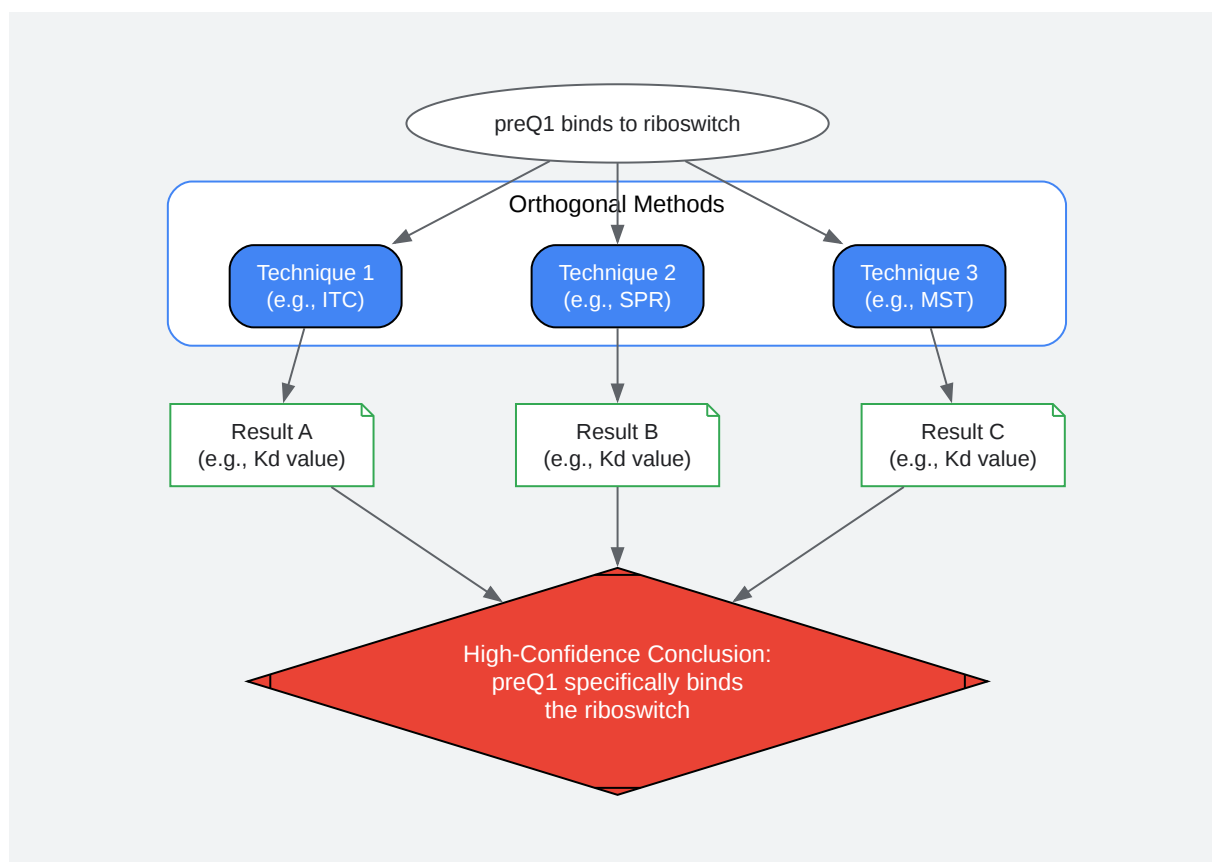 preQ1 binds to riboswitch
Orthogonal Methods
Technique 1
(e.g., ITC)
Technique 2
(e.g., SPR)
Technique 3
(e.g., MST)
Result A
(e.g., Kd value)
Result B
(e.g., Kd value)
Result C
(e.g., Kd value)
High-Confidence Conclusion:
preQ1 specifically binds
the riboswitch